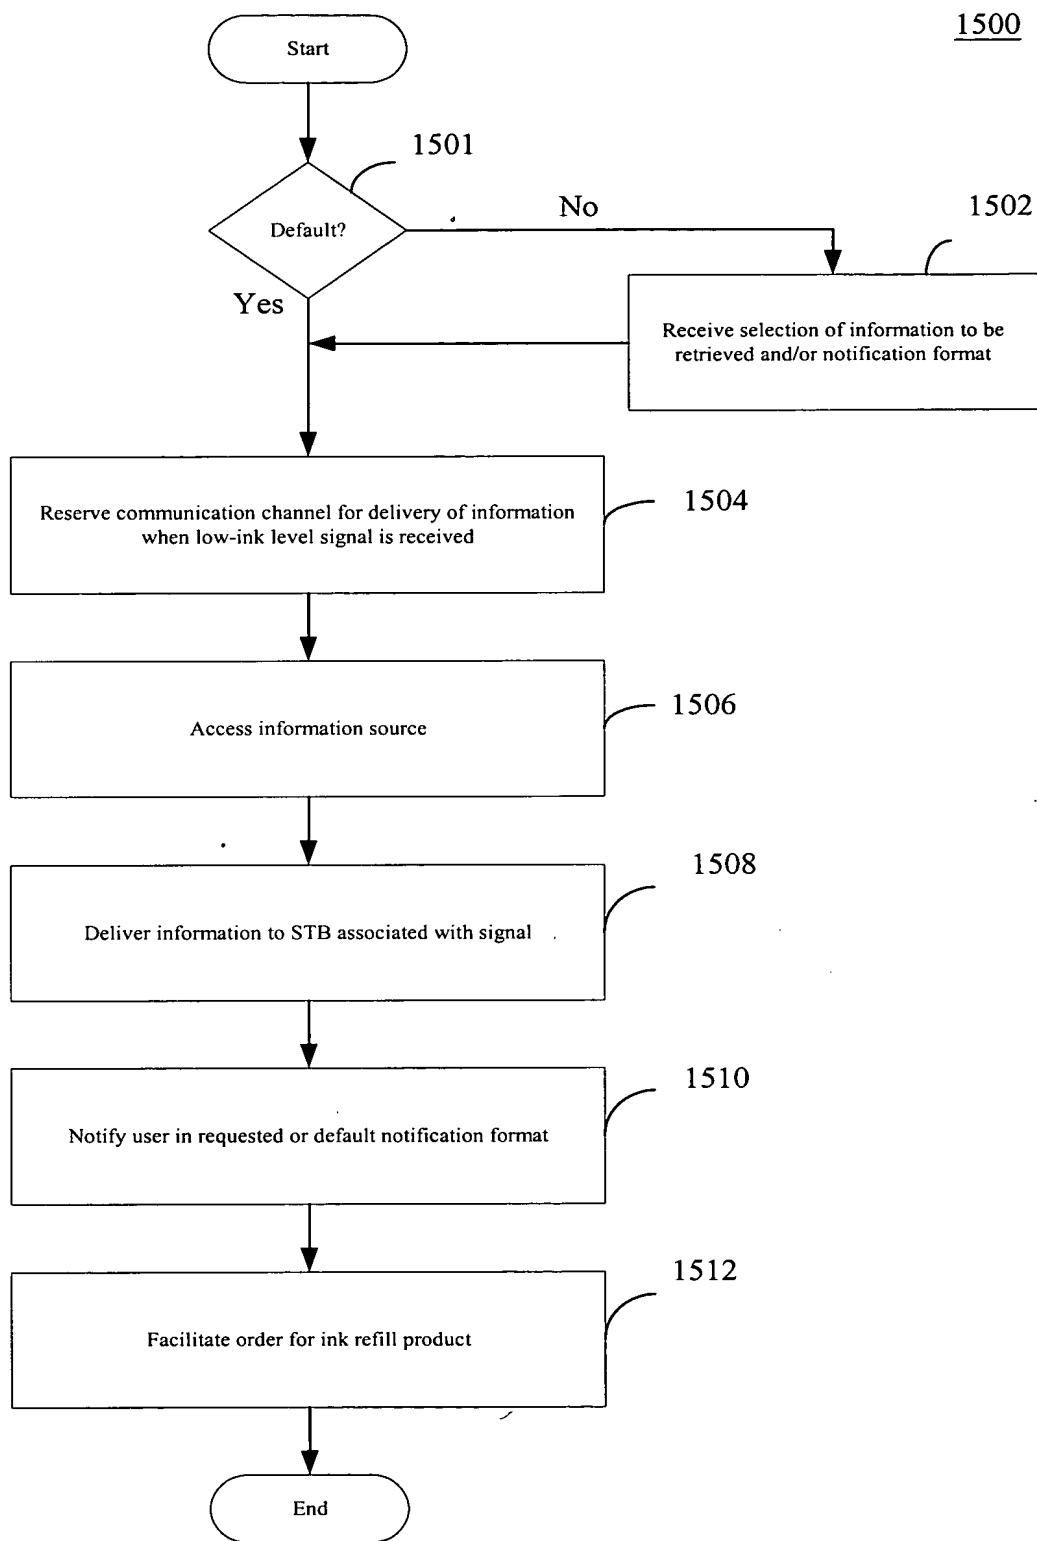 1500
Start
1501
Default?
No
1502
Yes
Receive selection of information to be
retrieved and/or notification format
Reserve communication channel for delivery of information
when low-ink level signal is received
1504
Access information source
1506
Deliver information to STB associated with signal
1508
Notify user in requested or default notification format
1510
Facilitate order for ink refill product
1512
End